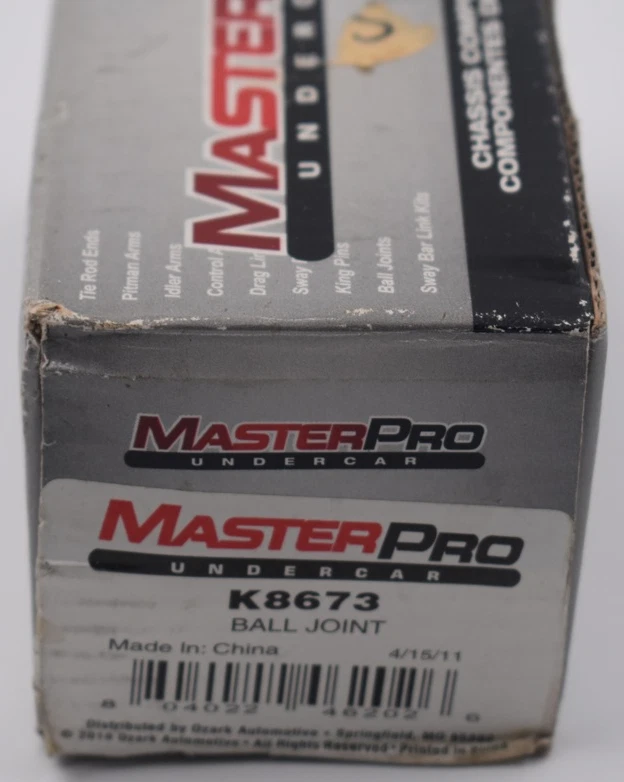 MASTER
UNDERC
CHASSIS COMP
COMPONENTES D
Tie Rod Ends
Pitman Arms
Idler Arms
Control
Drag Lin
Sway
King Pins
Ball Joints
Sway Bar Link Kits
MASTERPRO
UNDERCAR
MASTERPRO
UNDERCAR
K8673
BALL JOINT
Made In: China 4/15/11
8 04022 46202 6
Distributed by Ozark Automotive • Springfield, MO
© 2010 Ozark Automotive • All Rights Reserved • Printed in